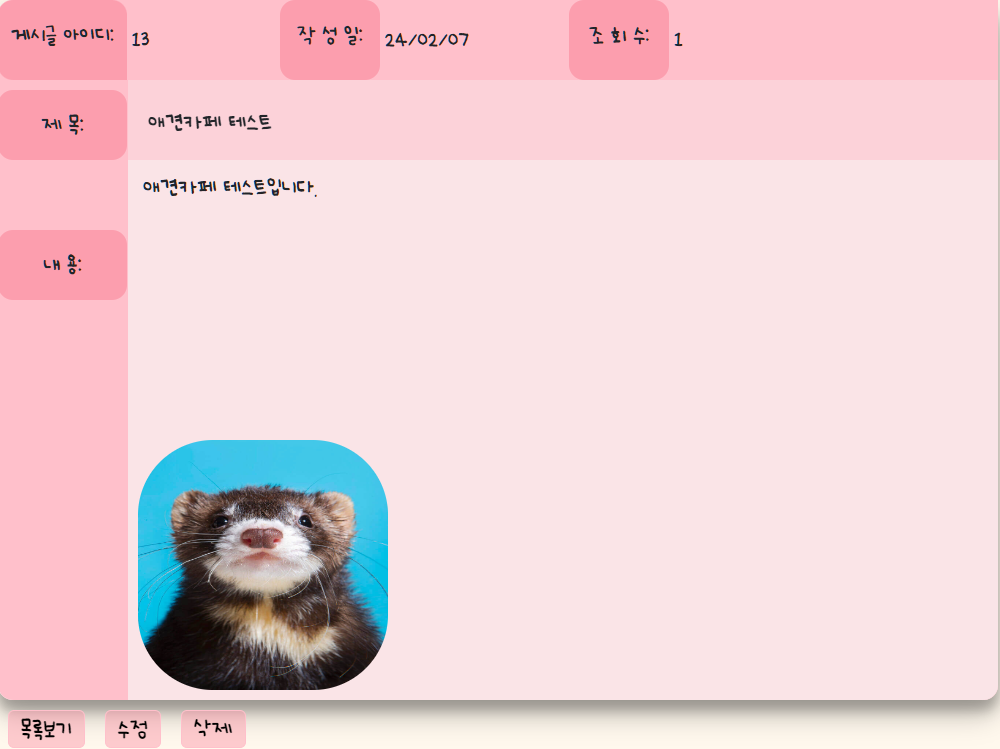 게시글 아이디: 13 작 성 일: 24/02/07 조 회 수: 1
제 목: 애견카페 테스트
애견카페 테스트입니다.
내 용:
목록보기 수정 삭제